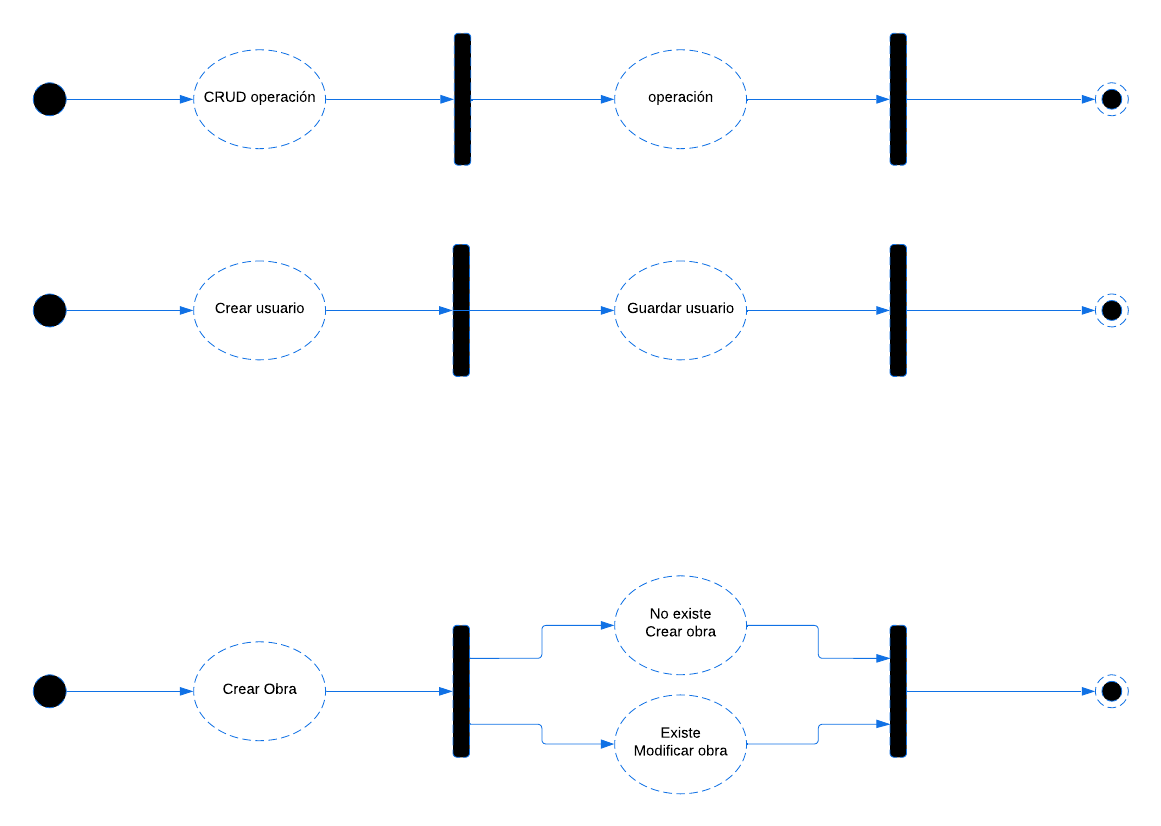 CRUD operación
operación
Crear usuario
Guardar usuario
No existe
Crear obra
Crear Obra
Existe
Modificar obra